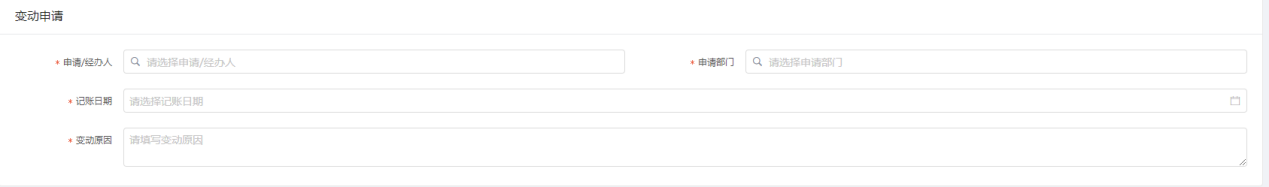 变动申请
* 申请/经办人 请选择申请/经办人 * 申请部门 请选择申请部门
* 记账日期 请选择记账日期
* 变动原因 请填写变动原因